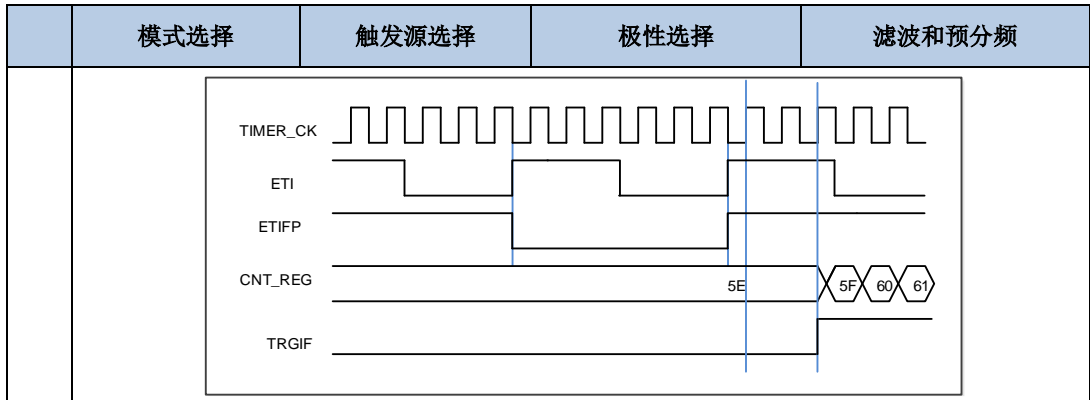 模式选择 触发源选择 极性选择 滤波和预分频
TIMER_CK
ETI
ETIFP
CNT_REG 5E 5F 60 61
TRGIF